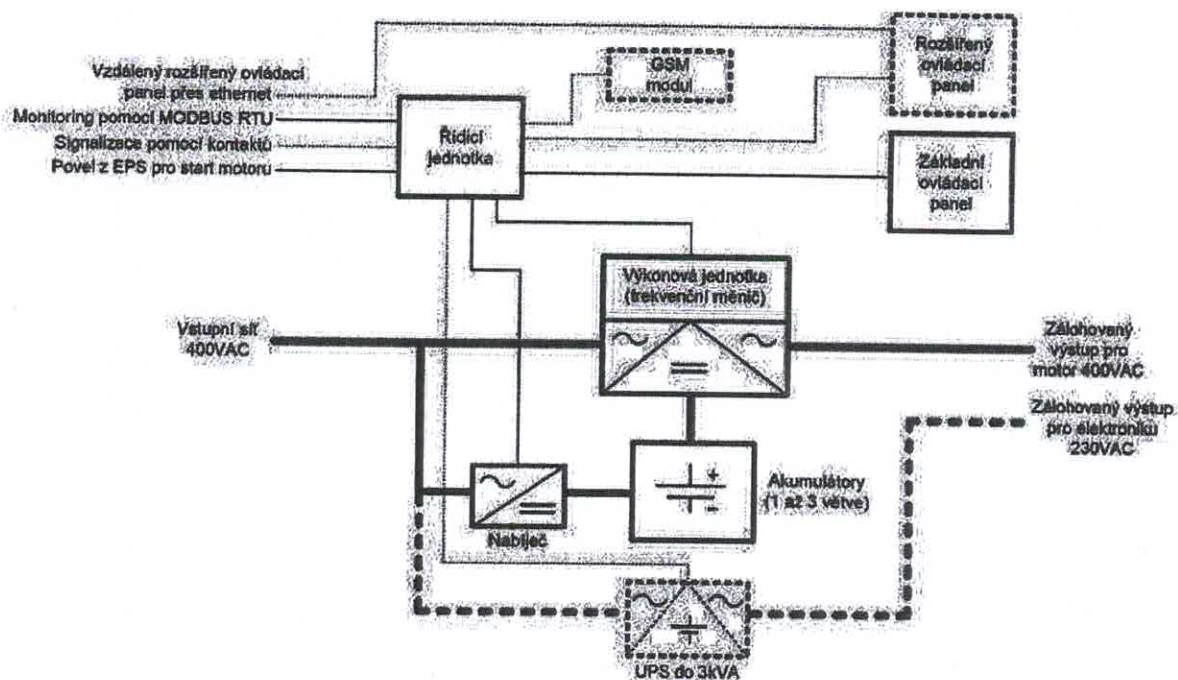 Vzdálený rozšířený ovládací
panel přes ethernet
Monitoring pomocí MODBUS RTU
Signalizace pomocí kontaktů
Povel z EPS pro start motoru
Řídící
jednotka
GSM
modul
Rozšířený
ovládací
panel
Základní
ovládací
panel
Výkonová jednotka
(frekvenční měnič)
Vstupní síť
400VAC
Zálohovaný
výstup pro
motor 400VAC
Zálohovaný výstup
pro elektroniku
230VAC
Akumulátory
(1 až 3 větve)
Nabíječ
UPS do 3kVA